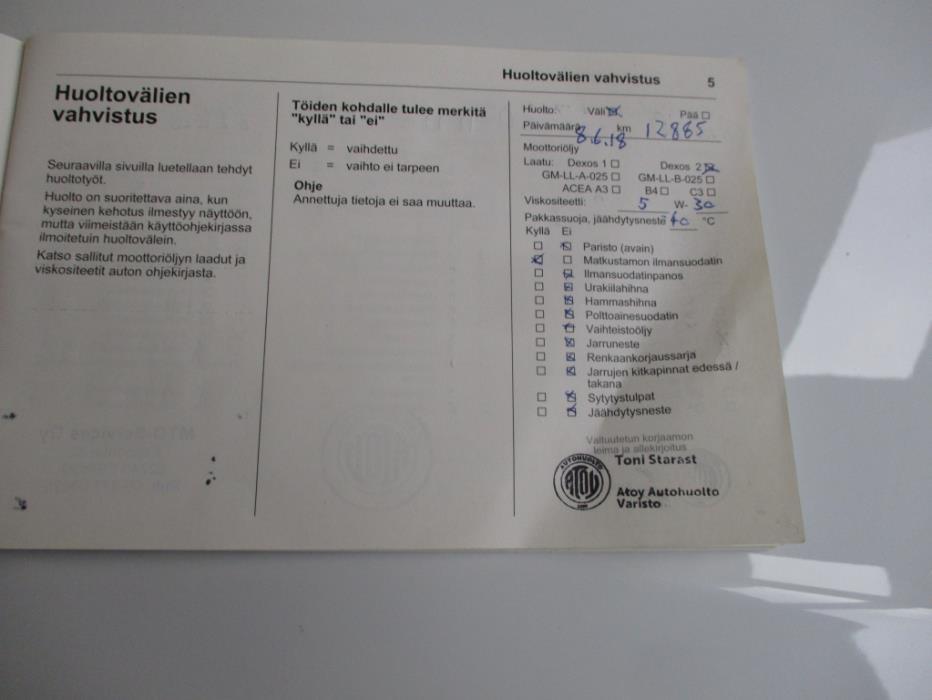 Huoltovälien vahvistus 5
Huoltovälien
vahvistus
Seuraavilla sivuilla luetellaan tehdyt
huoltotyöt.
Huolto on suoritettava aina, kun
kyseinen kehotus ilmestyy näyttöön,
mutta viimeistään käyttöohjekirjassa
ilmoitetuin huoltovälein.
Katso sallitut moottoriöljyn laadut ja
viskositeetit auton ohjekirjasta.
Töiden kohdalle tulee merkitä
"kyllä" tai "ei"
Kyllä = vaihdettu
Ei = vaihto ei tarpeen
Ohje
Annettuja tietoja ei saa muuttaa.
Huolto: Väli Pää
Päivämäärä 8.6.18 km 12885
Moottoriöljy
Laatu: Dexos 1 Dexos 2
GM-LL-A-025 GM-LL-B-025
ACEA A3 B4 C3
Viskositeetti: 5 W- 30
Pakkassuoja, jäähdytysneste °C
Kyllä Ei
Paristo (avain)
Matkustamon ilmansuodatin
Ilmansuodatinpanos
Urakiilahihna
Hammashihna
Polttoainesuodatin
Vaihteistoöljy
Jarruneste
Renkaankorjaussarja
Jarrujen kitkapinnat edessä /
takana
Sytytystulpat
Jäähdytysneste
Valtuutetun korjaamon
leima ja allekirjoitus
Toni Starast
AUTOHUOLTO
ATOY
Atoy Autohuolto
Varisto